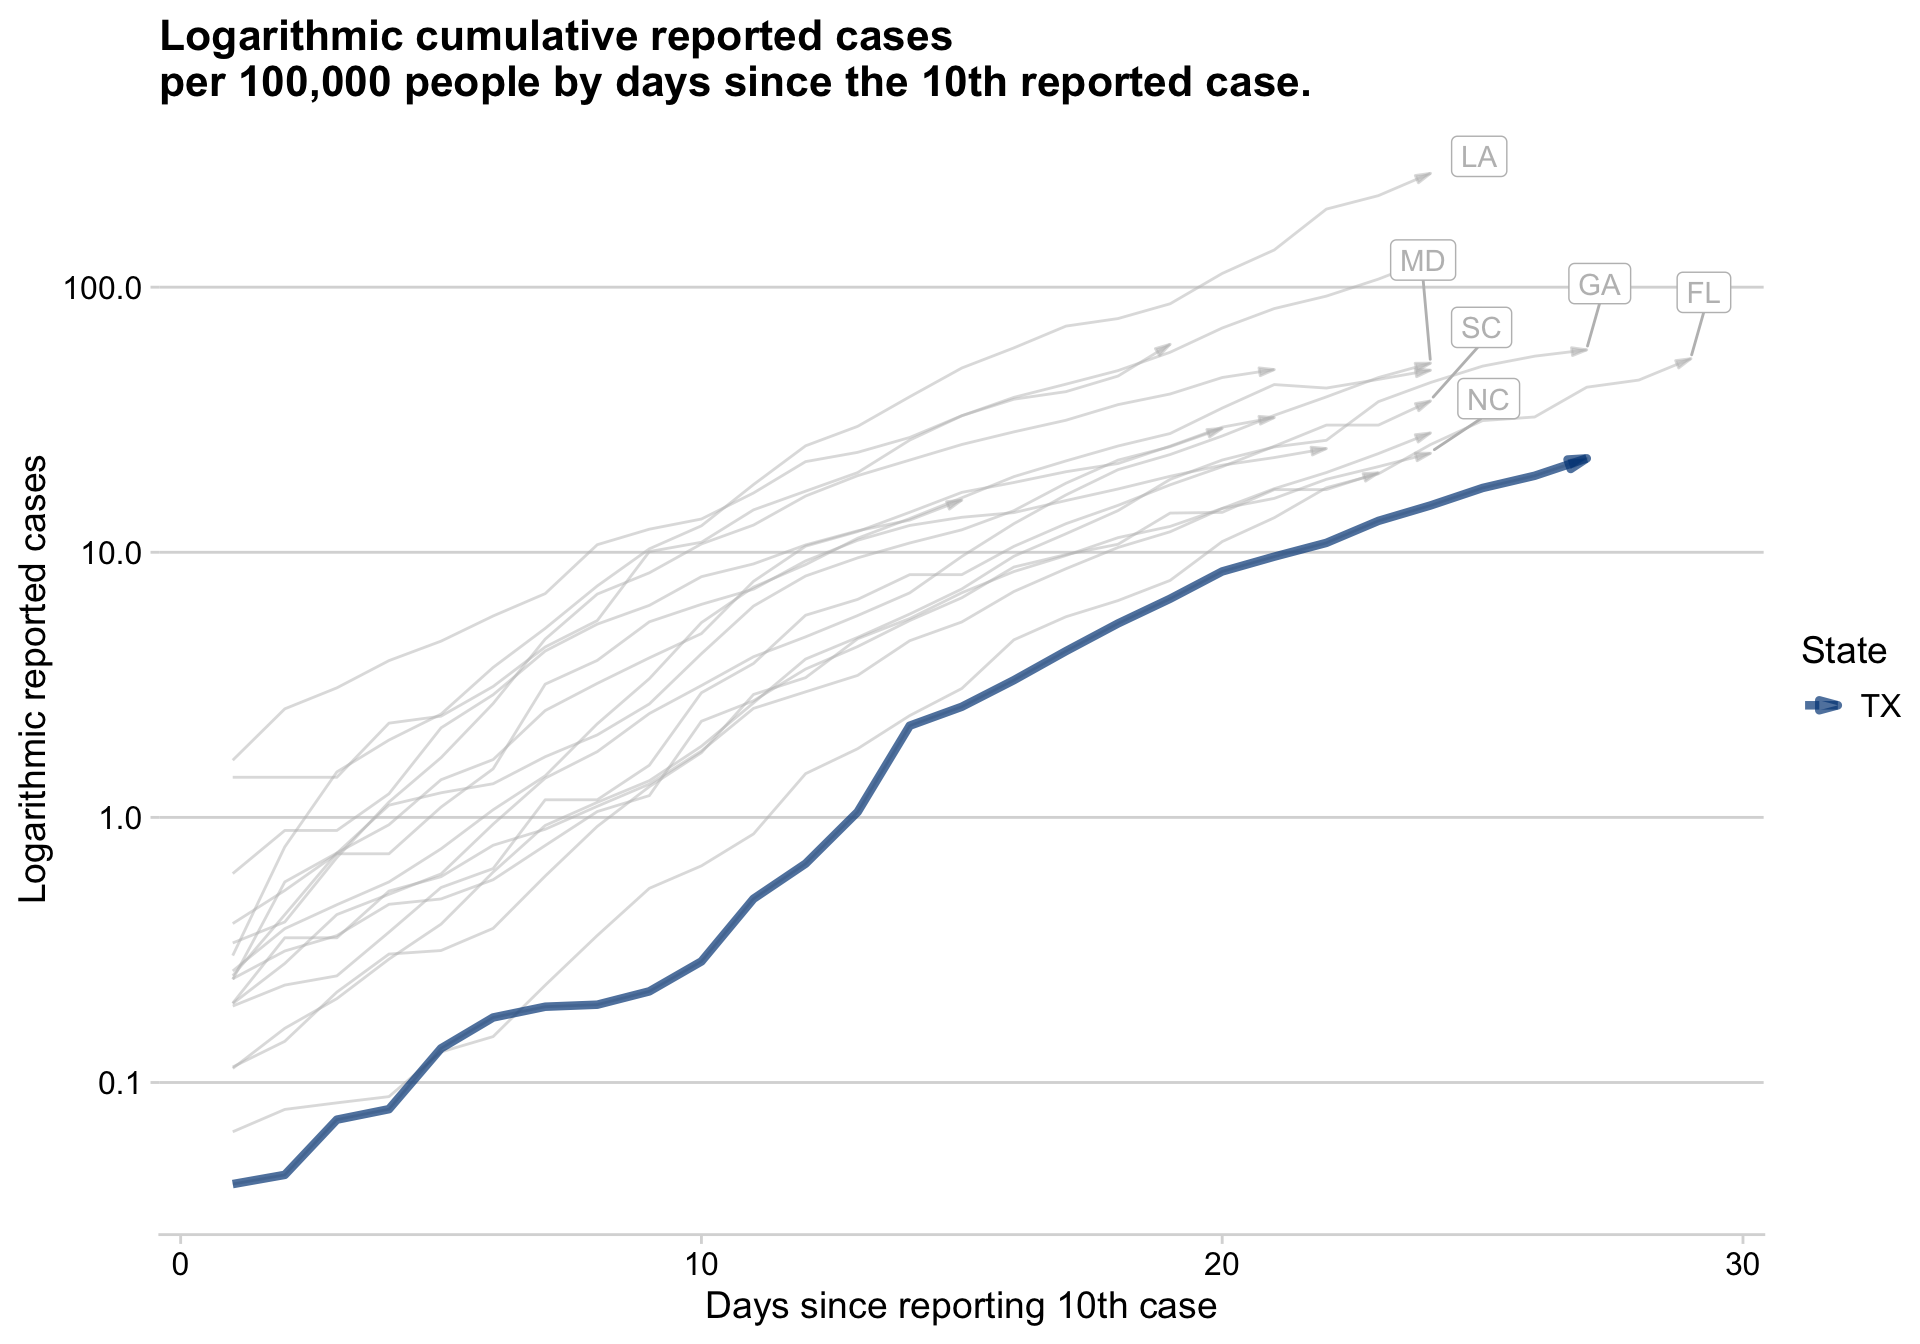 Logarithmic cumulative reported cases
per 100,000 people by days since the 10th reported case.
LA
MD
GA
FL
SC
NC
100.0
10.0
1.0
0.1
Logarithmic reported cases
State
TX
0 10 20 30
Days since reporting 10th case